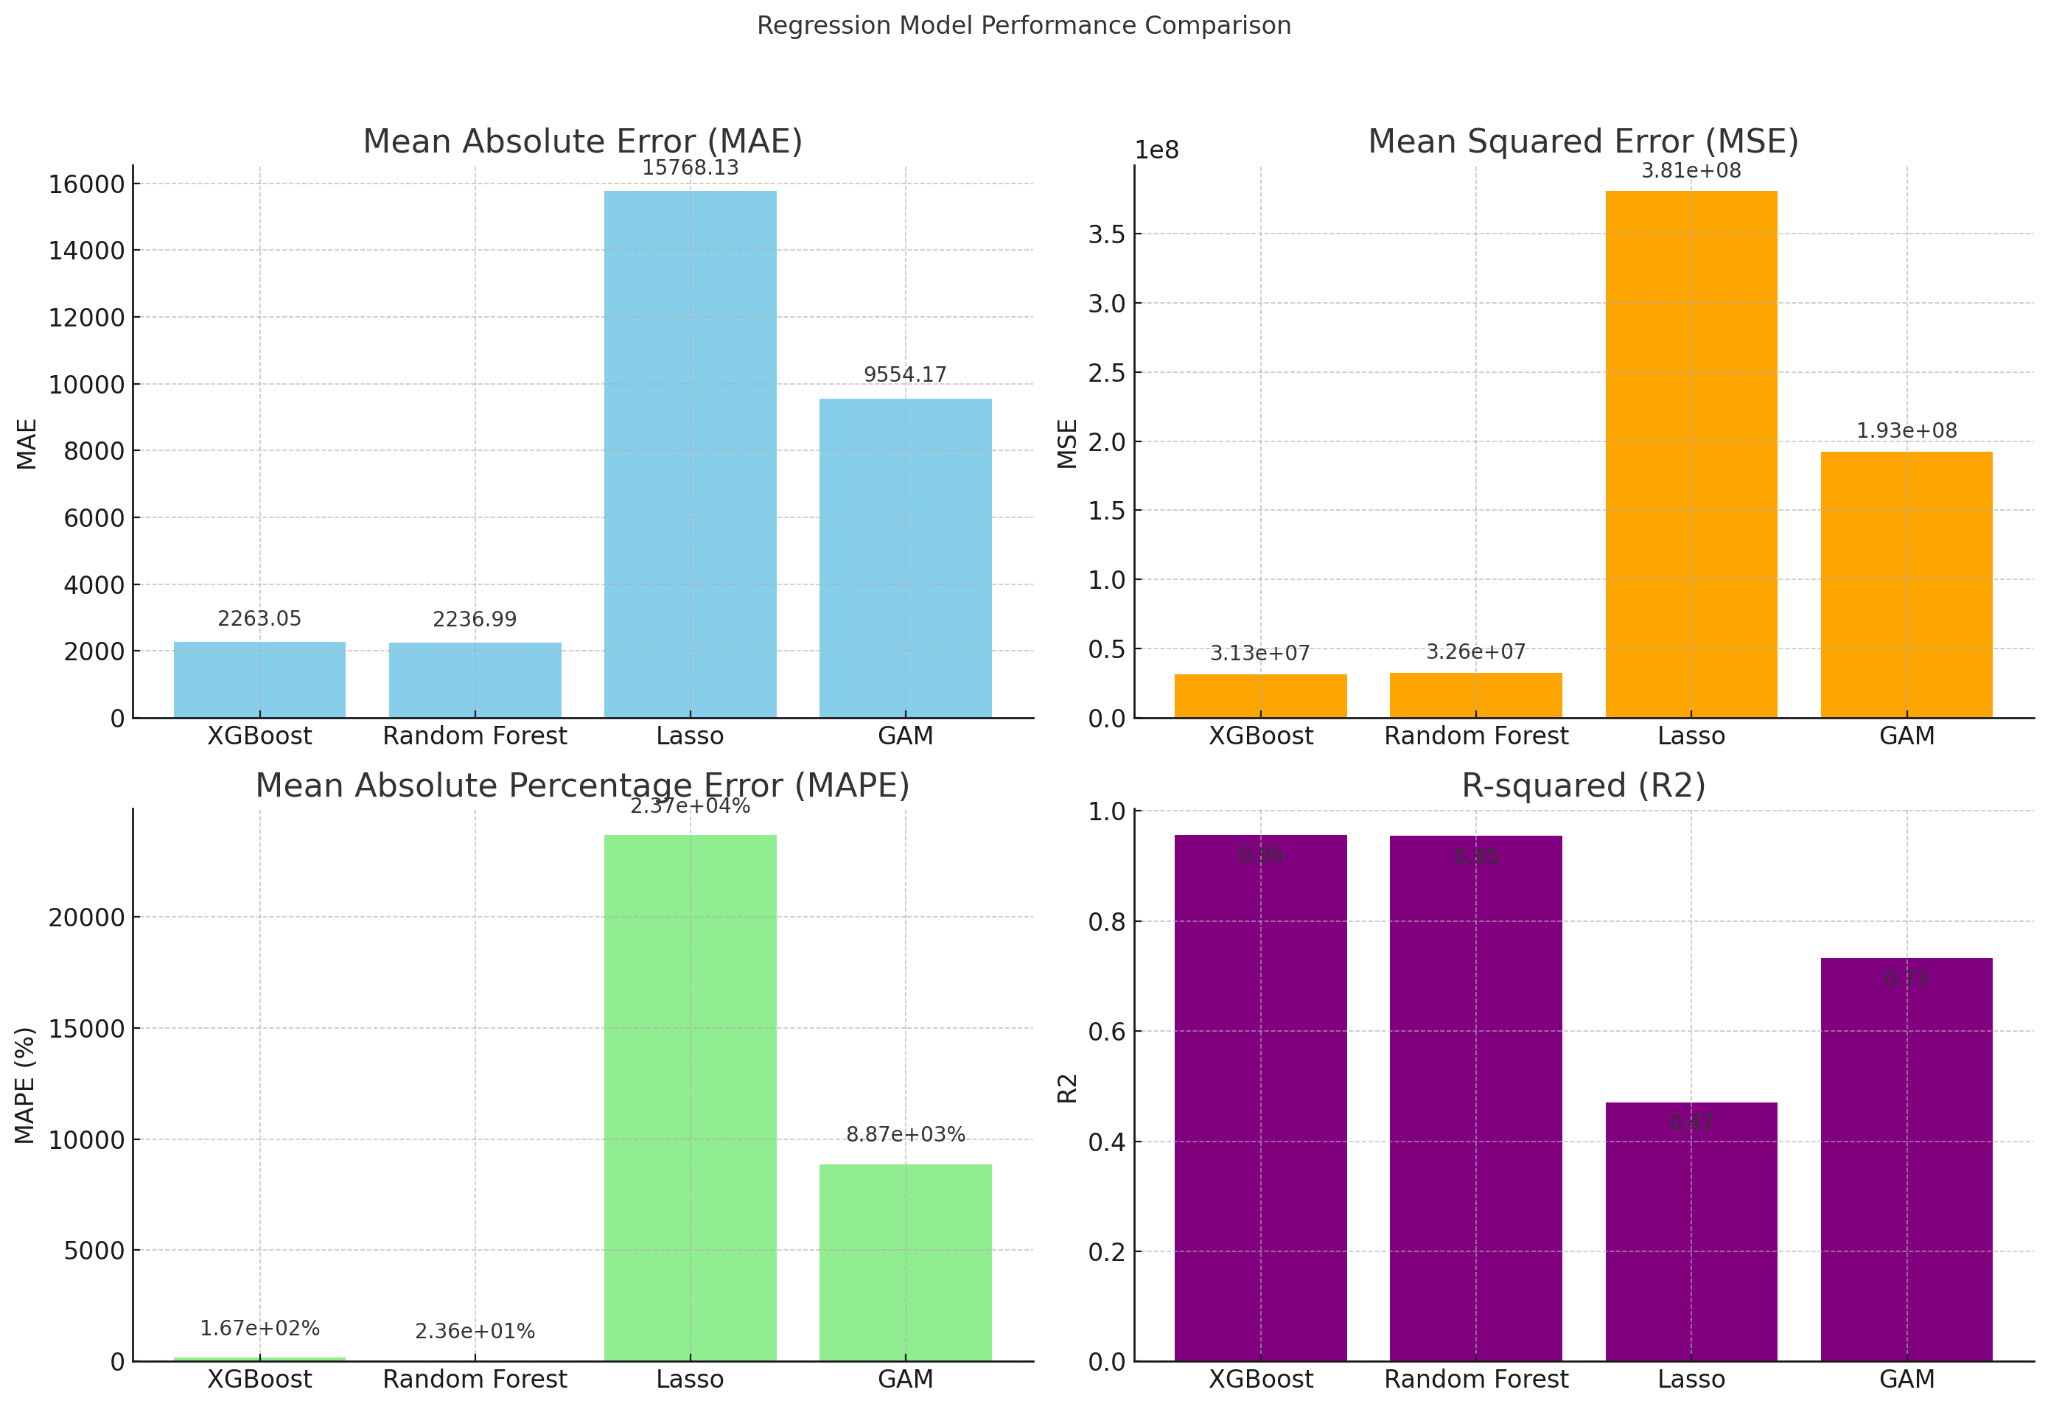 Regression Model Performance Comparison
Mean Absolute Error (MAE)
15768.13
16000
14000
12000
10000
8000
6000
4000
2000
0
MAE
9554.17
2263.05
2236.99
XGBoost Random Forest Lasso GAM
Mean Squared Error (MSE)
1e8
3.81e+08
3.5
3.0
2.5
2.0
1.5
1.0
0.5
0.0
MSE
1.93e+08
3.13e+07
3.26e+07
XGBoost Random Forest Lasso GAM
Mean Absolute Percentage Error (MAPE)
2.37e+04%
20000
15000
10000
5000
0
MAPE (%)
8.87e+03%
1.67e+02%
2.36e+01%
XGBoost Random Forest Lasso GAM
R-squared (R2)
1.0
0.8
0.6
0.4
0.2
0.0
R2
0.96
0.95
0.47
0.73
XGBoost Random Forest Lasso GAM